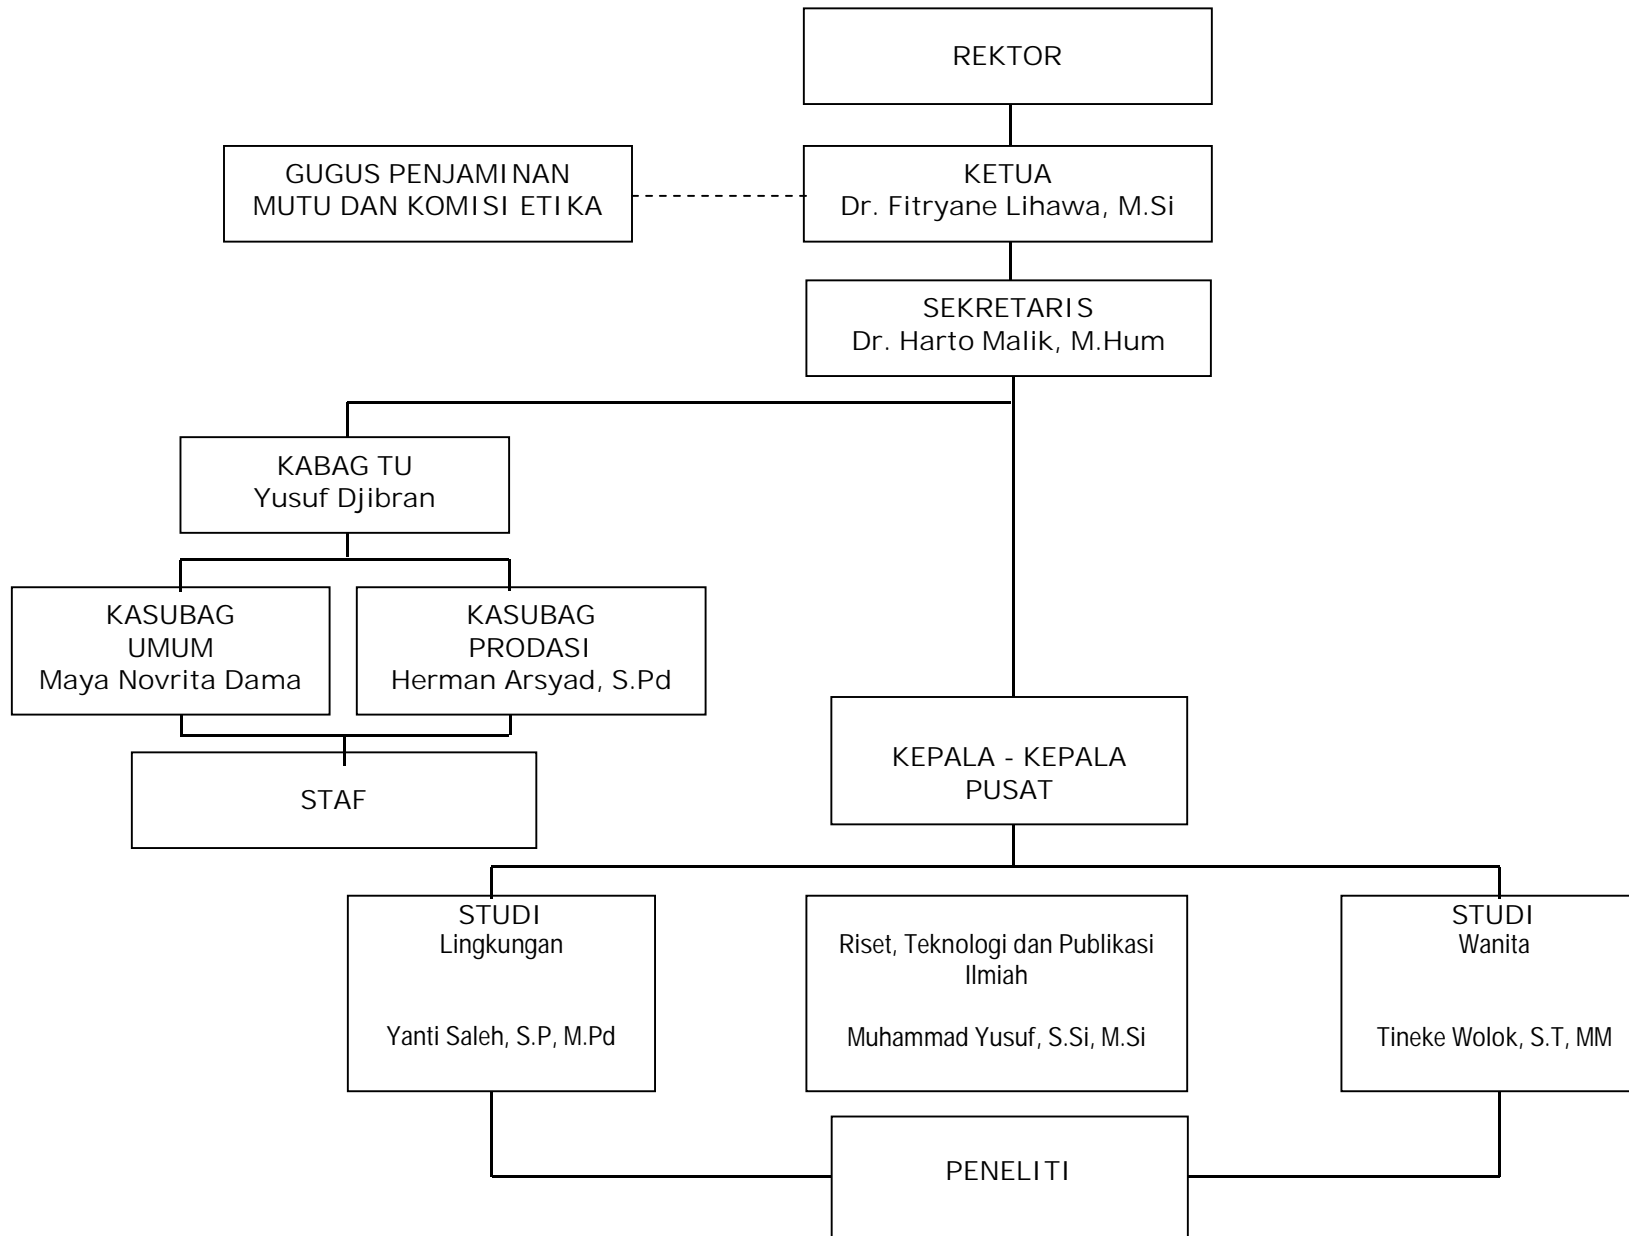 REKTOR
GUGUS PENJAMINAN
MUTU DAN KOMISI ETIKA
KETUA
Dr. Fitryane Lihawa, M.Si
SEKRETARIS
Dr. Harto Malik, M.Hum
KABAG TU
Yusuf Djibran
KASUBAG
UMUM
Maya Novrita Dama
KASUBAG
PRODASI
Herman Arsyad, S.Pd
STAF
KEPALA - KEPALA
PUSAT
STUDI
Lingkungan
Yanti Saleh, S.P, M.Pd
Riset, Teknologi dan Publikasi
Ilmiah
Muhammad Yusuf, S.Si, M.Si
STUDI
Wanita
Tineke Wolok, S.T, MM
PENELITI